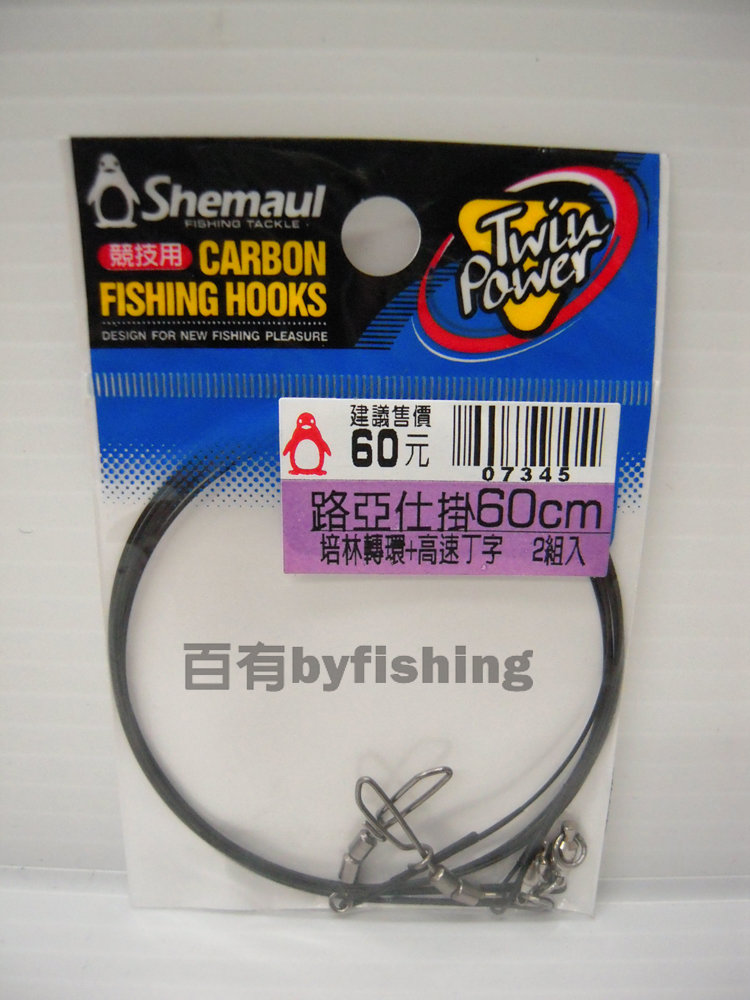 Shemaul
FISHING TACKLE
競技用 CARBON
FISHING HOOKS
DESIGN FOR NEW FISHING PLEASURE
Twin
Power
建議售價
60元
07345
路亞仕掛60cm
培林轉環+高速丁字 2組入
百有byfishing